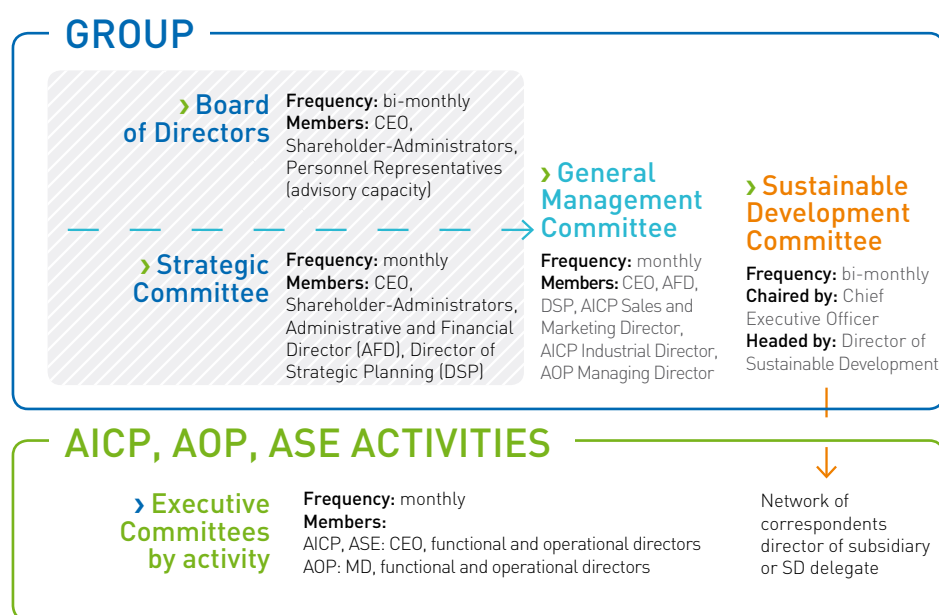 GROUP
› Board
of Directors
Frequency: bi-monthly
Members: CEO,
Shareholder-Administrators,
Personnel Representatives
(advisory capacity)
› Strategic
Committee
Frequency: monthly
Members: CEO,
Shareholder-Administrators,
Administrative and Financial
Director (AFD), Director of
Strategic Planning (DSP)
› General
Management
Committee
Frequency: monthly
Members: CEO, AFD,
DSP, AICP Sales and
Marketing Director,
AICP Industrial Director,
AOP Managing Director
› Sustainable
Development
Committee
Frequency: bi-monthly
Chaired by: Chief
Executive Officer
Headed by: Director of
Sustainable Development
AICP, AOP, ASE ACTIVITIES
› Executive
Committees
by activity
Frequency: monthly
Members:
AICP, ASE: CEO, functional and operational directors
AOP: MD, functional and operational directors
Network of
correspondents
director of subsidiary
or SD delegate